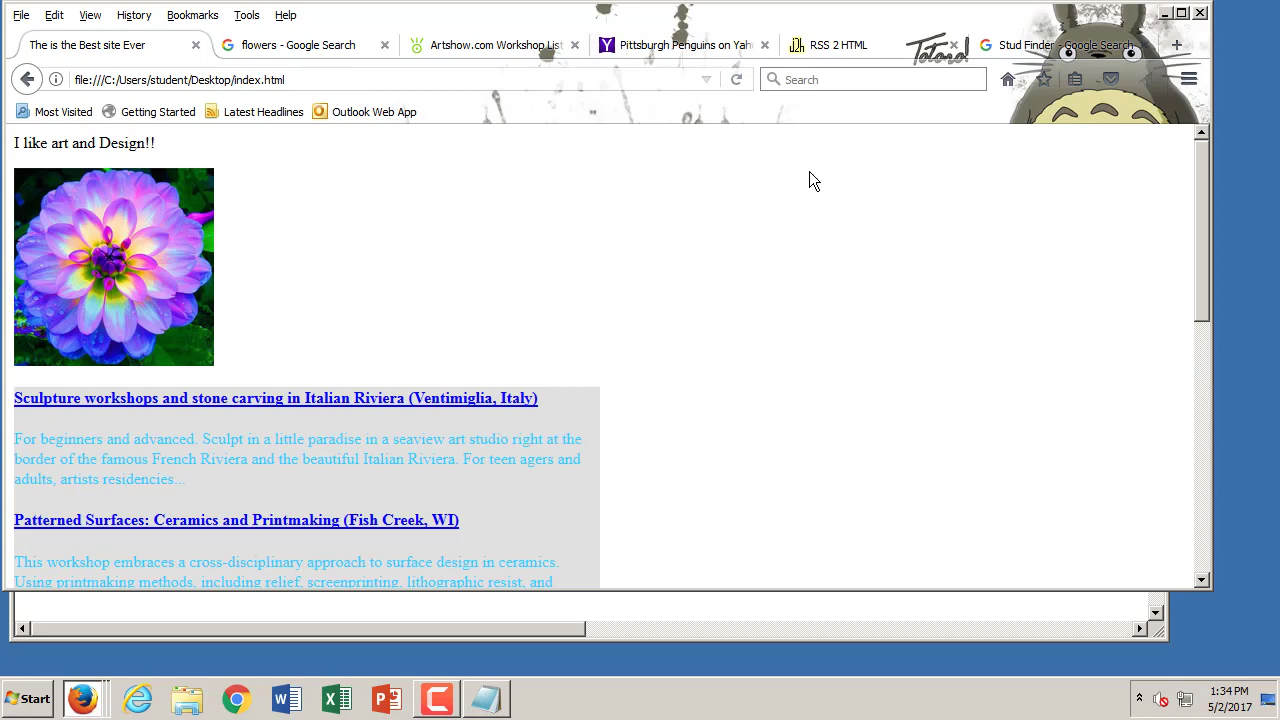 File Edit View History Bookmarks Tools Help
The is the Best site Ever
flowers - Google Search
Artshow.com Workshop List
Pittsburgh Penguins on Yah
RSS 2 HTML
Totoro!
Stud Finder - Google Search
file:///C:/Users/student/Desktop/index.html
Search
Most Visited Getting Started Latest Headlines Outlook Web App
I like art and Design!!
Sculpture workshops and stone carving in Italian Riviera (Ventimiglia, Italy)
For beginners and advanced. Sculpt in a little paradise in a seaview art studio right at the
border of the famous French Riviera and the beautiful Italian Riviera. For teen agers and
adults, artists residencies...
Patterned Surfaces: Ceramics and Printmaking (Fish Creek, WI)
This workshop embraces a cross-disciplinary approach to surface design in ceramics.
Using printmaking methods, including relief, screenprinting, lithographic resist, and
Start
1:34 PM
5/2/2017